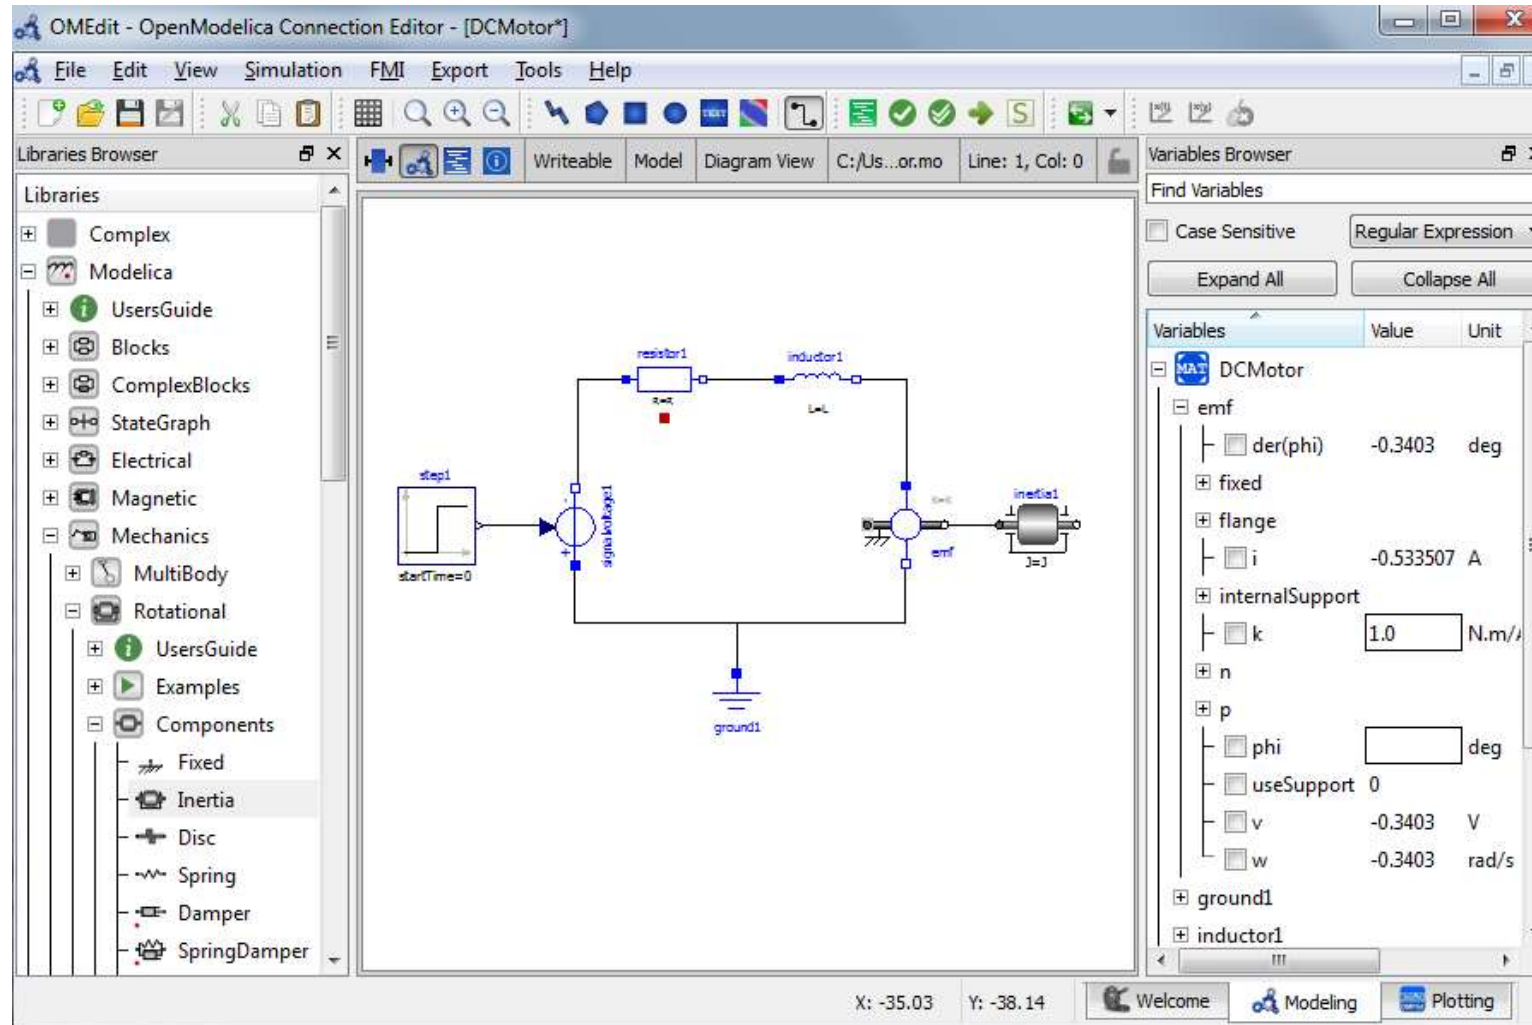 OMEdit - OpenModelica Connection Editor - [DCMotor*]
File Edit View Simulation FMI Export Tools Help
TEXT
S
Libraries Browser
Writeable Model Diagram View C:/Us...or.mo Line: 1, Col: 0
Variables Browser
Libraries
Complex
Modelica
UsersGuide
Blocks
ComplexBlocks
StateGraph
Electrical
Magnetic
Mechanics
MultiBody
Rotational
UsersGuide
Examples
Components
Fixed
Inertia
Disc
Spring
Damper
SpringDamper
resistor1
R=R
inductor1
L=L
step1
startTime=0
signalvoltage1
- 
+
emf
inertia1
J=J
ground1
Find Variables
Case Sensitive Regular Expression
Expand All Collapse All
Variables Value Unit
MAT DCMotor
emf
der(phi) -0.3403 deg
fixed
flange
i -0.533507 A
internalSupport
k 1.0 N.m/
n
p
phi deg
useSupport 0
v -0.3403 V
w -0.3403 rad/s
ground1
inductor1
X: -35.03 Y: -38.14 Welcome Modeling Plotting